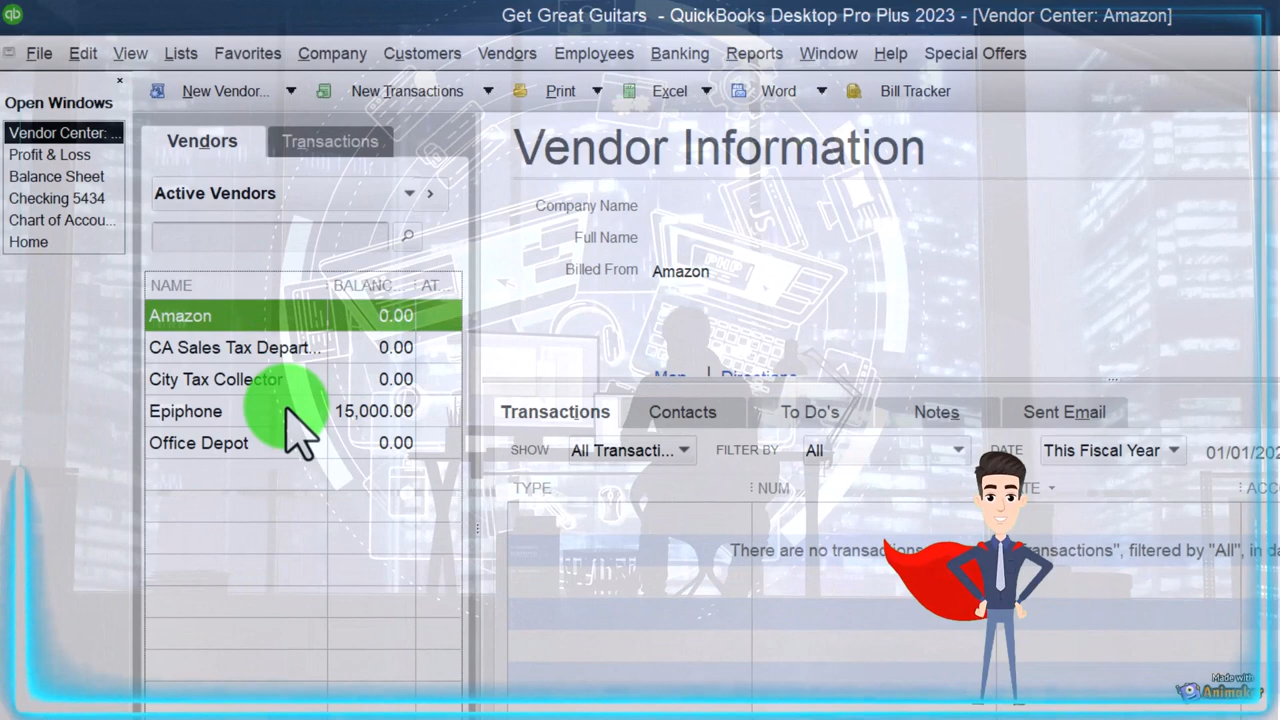 qb
Get Great Guitars - QuickBooks Desktop Pro Plus 2023 - [Vendor Center: Amazon]
File Edit View Lists Favorites Company Customers Vendors Employees Banking Reports Window Help Special Offers
New Vendor... New Transactions Print Excel Word Bill Tracker
Open Windows
Vendor Center: ...
Profit & Loss
Balance Sheet
Checking 5434
Chart of Accou...
Home
Vendors Transactions
Active Vendors
NAME BALANC... AT...
Amazon 0.00
CA Sales Tax Depart... 0.00
City Tax Collector 0.00
Epiphone 15,000.00
Office Depot 0.00
Vendor Information
Company Name
Full Name
Billed From Amazon
Map | Directions
Transactions Contacts To Do's Notes Sent Email
SHOW All Transacti... FILTER BY All DATE This Fiscal Year 01/01/202
TYPE NUM ACC
There are no transactions "Transactions", filtered by "All", in da
JS
PHP
Made with
Animaker